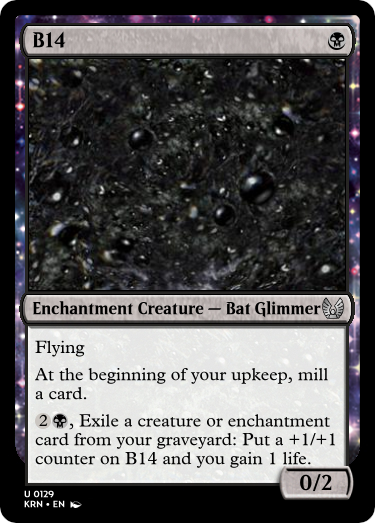 B14
Enchantment Creature — Bat Glimmer
Flying
At the beginning of your upkeep, mill
a card.
2, Exile a creature or enchantment
card from your graveyard: Put a +1/+1
counter on B14 and you gain 1 life.
0/2
U 0129
KRN • EN